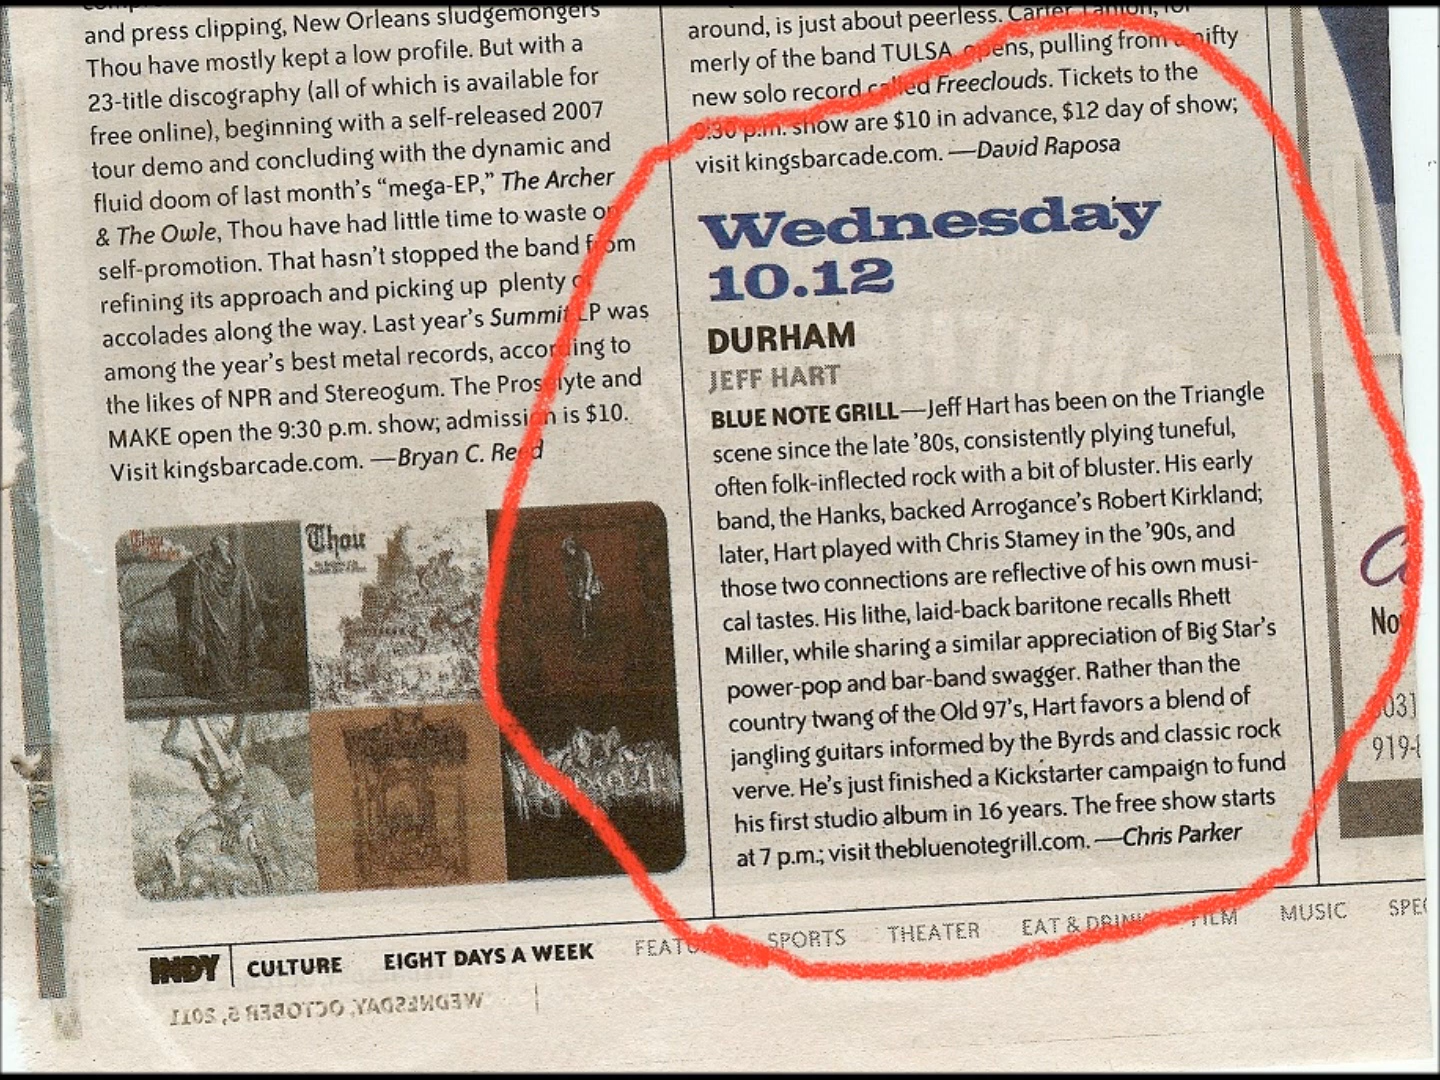 and press clipping, New Orleans sludgemongers
Thou have mostly kept a low profile. But with a
23-title discography (all of which is available for
free online), beginning with a self-released 2007
tour demo and concluding with the dynamic and
fluid doom of last month's “mega-EP,” The Archer
& The Owle, Thou have had little time to waste on
self-promotion. That hasn't stopped the band from
refining its approach and picking up plenty of
accolades along the way. Last year's Summit LP was
among the year's best metal records, according to
the likes of NPR and Stereogum. The Proselyte and
MAKE open the 9:30 p.m. show; admission is $10.
Visit kingsbarcade.com. —Bryan C. Reed
Thou
around, is just about peerless. Carter Tanton, for
merly of the band TULSA, opens, pulling from a nifty
new solo record called Freeclouds. Tickets to the
9:30 p.m. show are $10 in advance, $12 day of show;
visit kingsbarcade.com. —David Raposa
Wednesday
10.12
DURHAM
JEFF HART
BLUE NOTE GRILL—Jeff Hart has been on the Triangle
scene since the late '80s, consistently plying tuneful,
often folk-inflected rock with a bit of bluster. His early
band, the Hanks, backed Arrogance's Robert Kirkland;
later, Hart played with Chris Stamey in the '90s, and
those two connections are reflective of his own musi-
cal tastes. His lithe, laid-back baritone recalls Rhett
Miller, while sharing a similar appreciation of Big Star's
power-pop and bar-band swagger. Rather than the
country twang of the Old 97's, Hart favors a blend of
jangling guitars informed by the Byrds and classic rock
verve. He's just finished a Kickstarter campaign to fund
his first studio album in 16 years. The free show starts
at 7 p.m.; visit thebluenotegrill.com. —Chris Parker
No
031
919-
INDY CULTURE EIGHT DAYS A WEEK FEATU SPORTS THEATER EAT & DRINK FILM MUSIC SPE
WEDNESDAY, OCTOBER 5, 2011